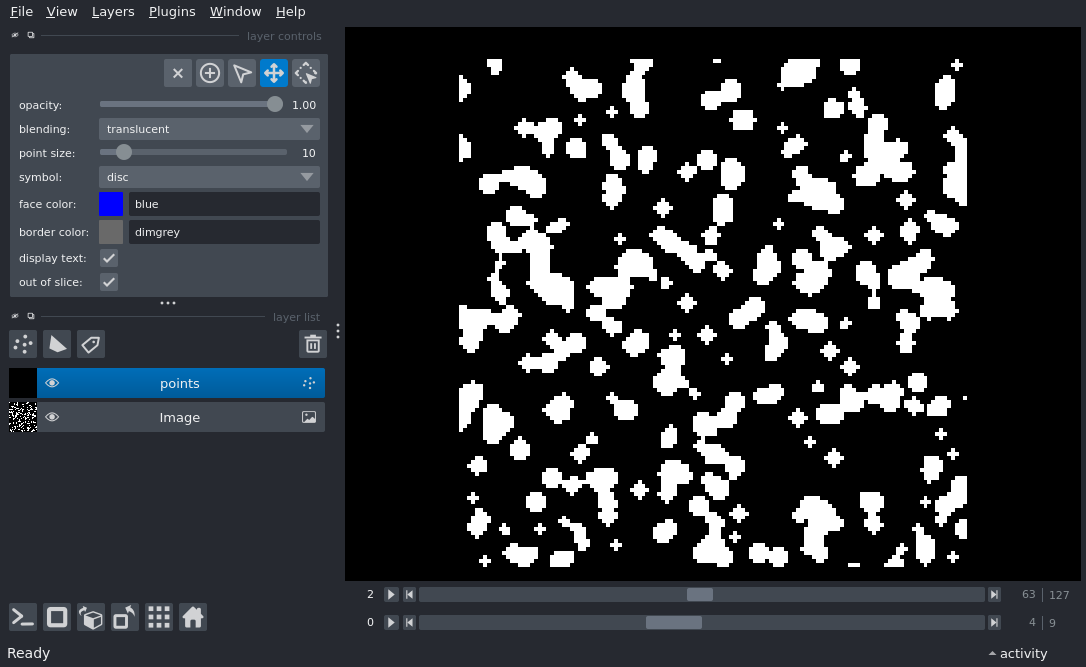 File View Layers Plugins Window Help
layer controls
opacity: 1.00
blending: translucent
point size: 10
symbol: disc
face color: blue
border color: dimgrey
display text:
out of slice:
layer list
points
Image
2 63 127
0 4 9
Ready activity